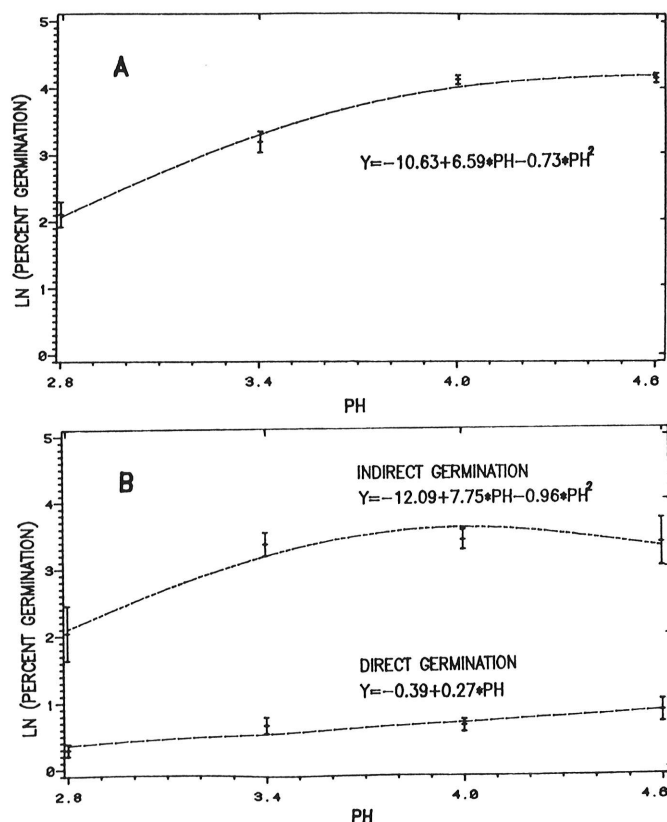 A
5
4
3
2
1
0
LN (PERCENT GERMINATION)
Y=-10.63+6.59*PH-0.73*PH²
2.8 3.4 4.0 4.6
PH
B
5
4
3
2
1
0
LN (PERCENT GERMINATION)
INDIRECT GERMINATION
Y=-12.09+7.75*PH-0.96*PH²
DIRECT GERMINATION
Y=-0.39+0.27*PH
2.8 3.4 4.0 4.6
PH